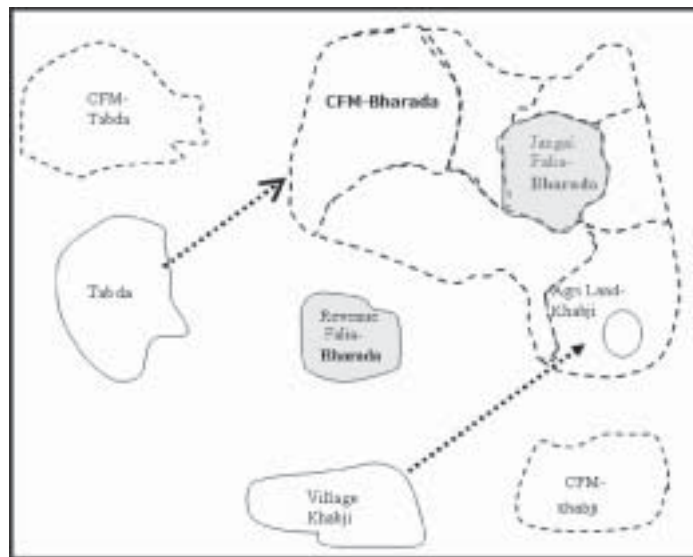 CFM-
Tabda
CFM-Bharada
Jangal
Falia-
Bharada
Tabda
Agri Land-
Khabji
Revenue
Falia-
Bharada
Village
Khabji
CFM-
Khabji